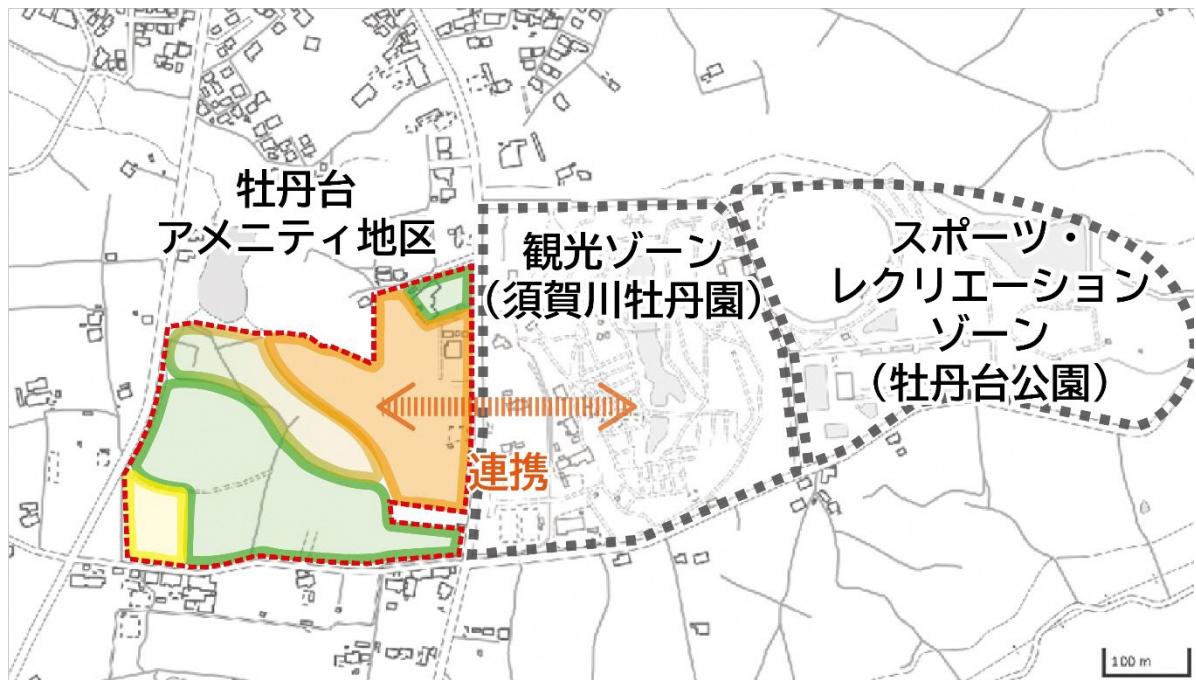 牡丹台
アメニティ地区
観光ゾーン
（須賀川牡丹園）
スポーツ・
レクリエーション
ゾーン
（牡丹台公園）
連携
100 m